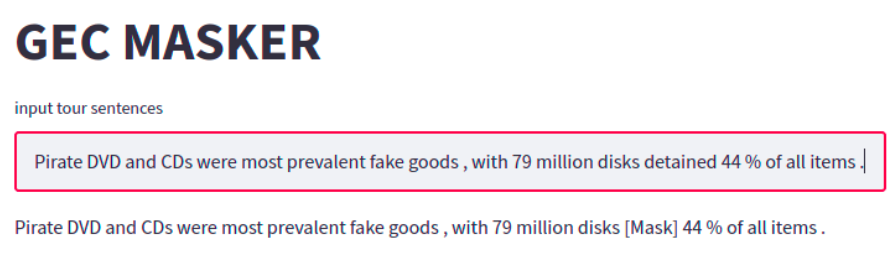 GEC MASKER
input tour sentences
Pirate DVD and CDs were most prevalent fake goods , with 79 million disks detained 44 % of all items .
Pirate DVD and CDs were most prevalent fake goods , with 79 million disks [Mask] 44 % of all items .